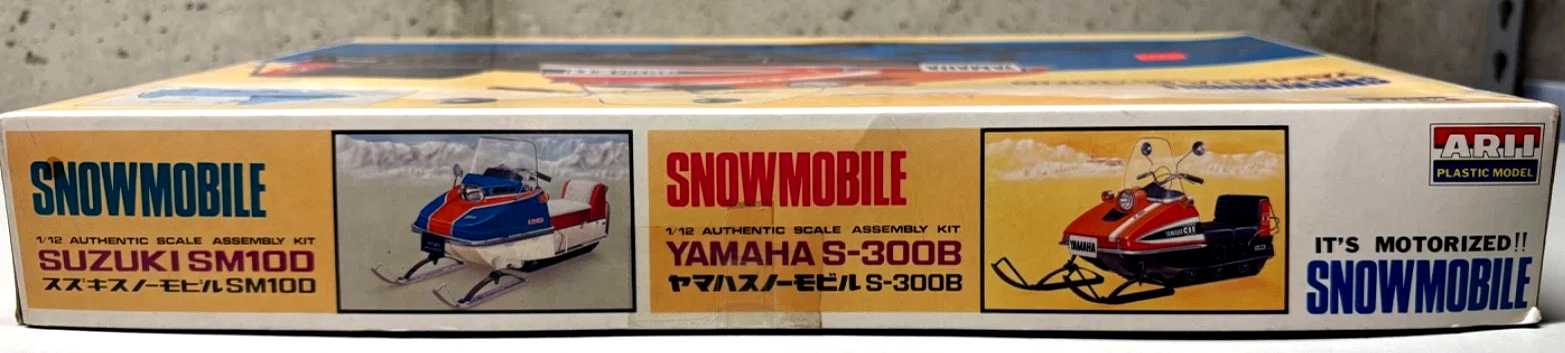 YAMAHA
SNOWMOBILE
1/12 AUTHENTIC SCALE ASSEMBLY KIT
SUZUKI SM10D
スズキスノーモビルSM10D
SNOWMOBILE
1/12 AUTHENTIC SCALE ASSEMBLY KIT
YAMAHA S-300B
ヤマハスノーモビル S-300B
YAMAHA
ARII
PLASTIC MODEL
IT'S MOTORIZED!!
SNOWMOBILE